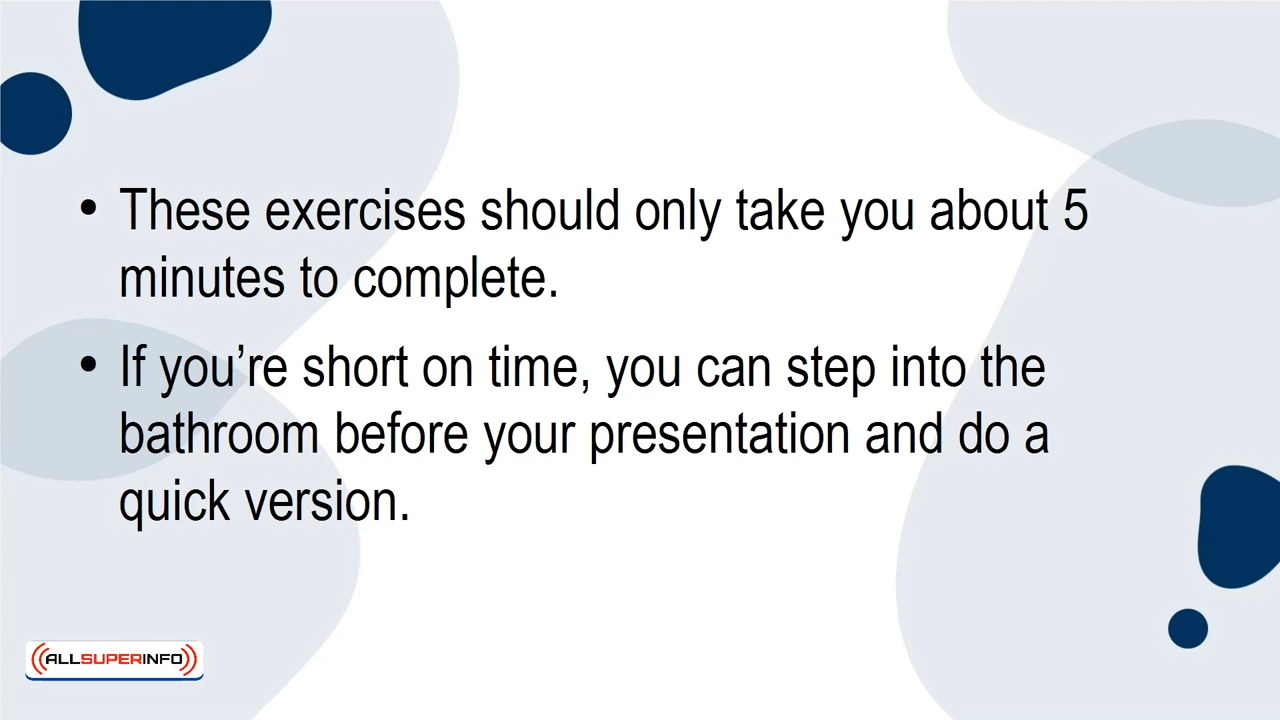 • These exercises should only take you about 5
minutes to complete.
• If you’re short on time, you can step into the
bathroom before your presentation and do a
quick version.
ALLSUPERINFO